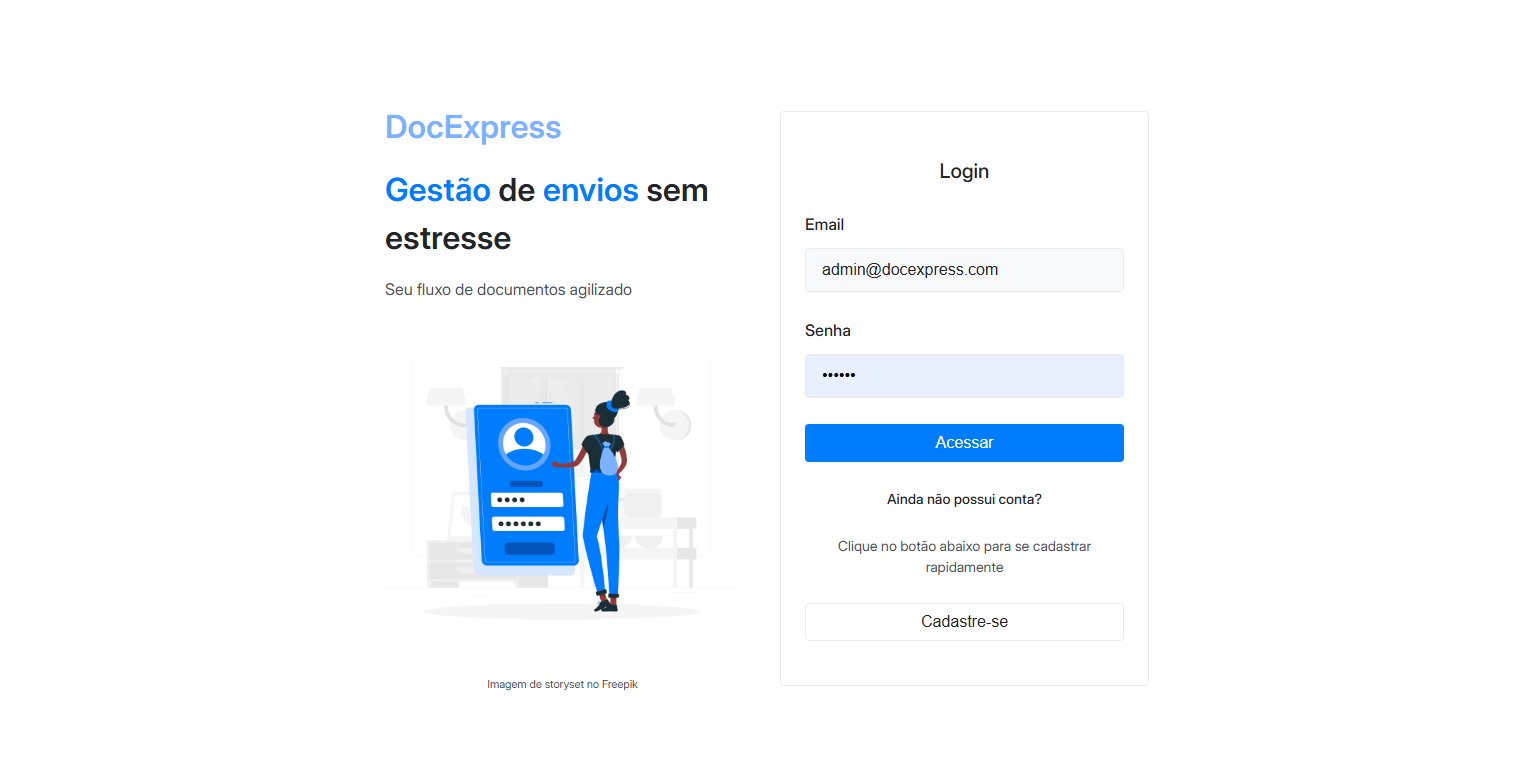 DocExpress
Gestão de envios sem
estresse
Seu fluxo de documentos agilizado
Imagem de storyset no Freepik
Login
Email
admin@docexpress.com
Senha
••••••
Acessar
Ainda não possui conta?
Clique no botão abaixo para se cadastrar
rapidamente
Cadastre-se